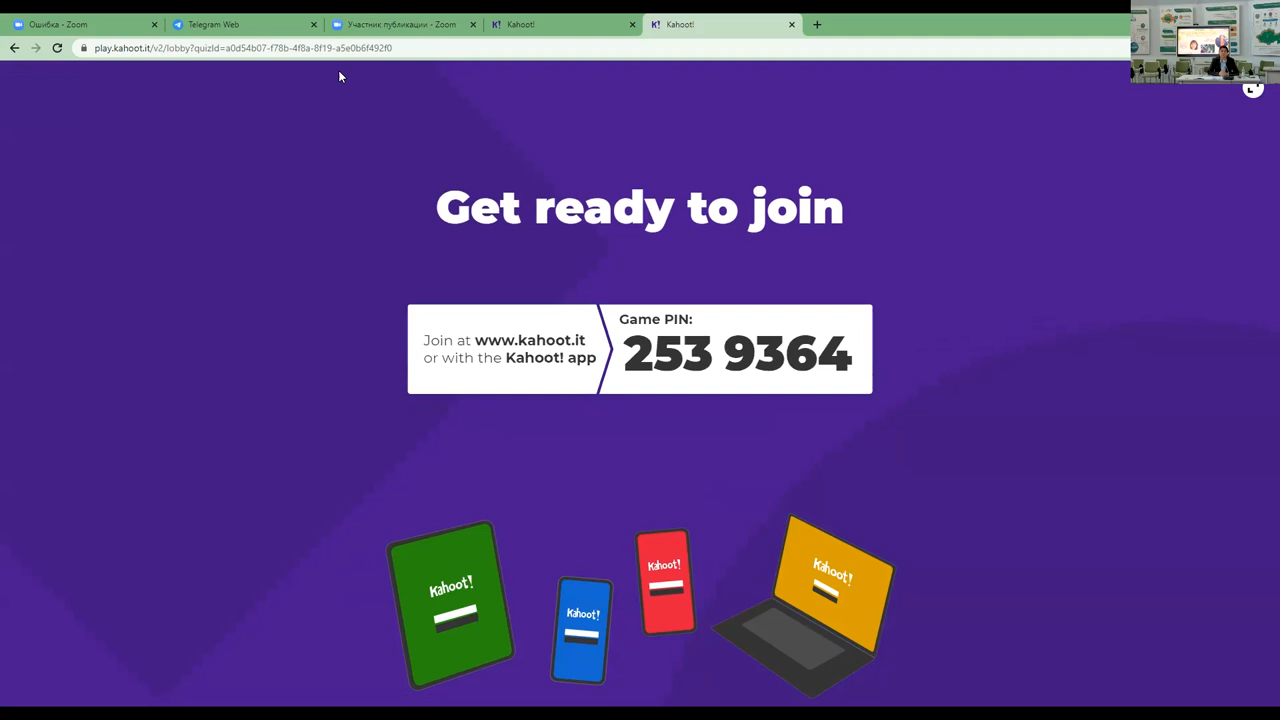 Ошибка - Zoom
Telegram Web
Участник публикации - Zoom
Kahoot!
Kahoot!
play.kahoot.it/v2/lobby?quizId=a0d54b07-f78b-4f8a-8f19-a5e0b6f492f0
Get ready to join
Join at www.kahoot.it
or with the Kahoot! app
Game PIN:
253 9364
Kahoot!
Kahoot!
Kahoot!
Kahoot!